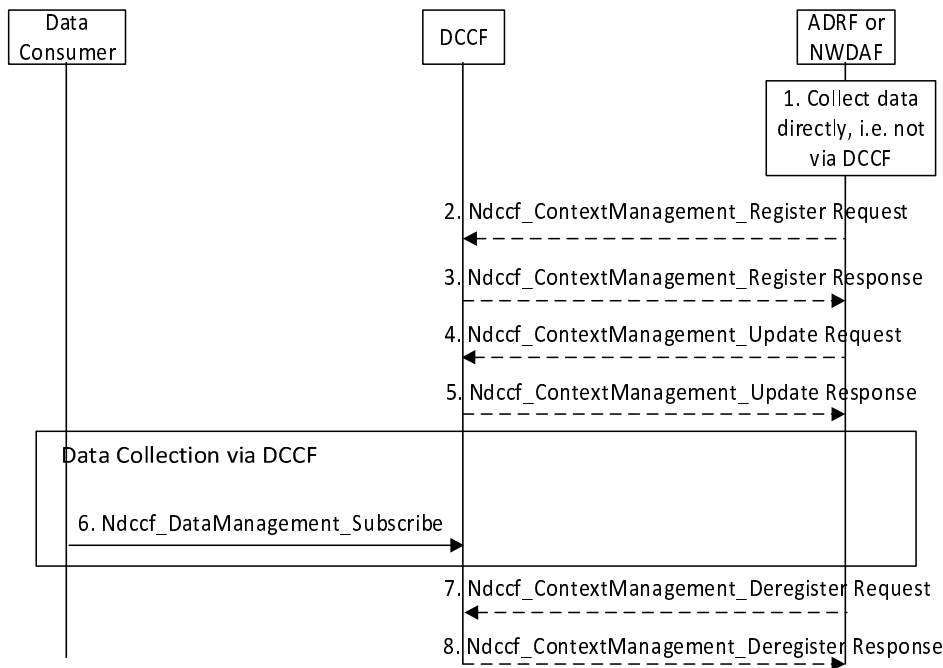 Data
Consumer
DCCF
ADRF or
NWDAF
1. Collect data
directly, i.e. not
via DCCF
2. Ndccf_ContextManagement_Register Request
3. Ndccf_ContextManagement_Register Response
4. Ndccf_ContextManagement_Update Request
5. Ndccf_ContextManagement_Update Response
Data Collection via DCCF
6. Ndccf_DataManagement_Subscribe
7. Ndccf_ContextManagement_Deregister Request
8. Ndccf_ContextManagement_Deregister Response